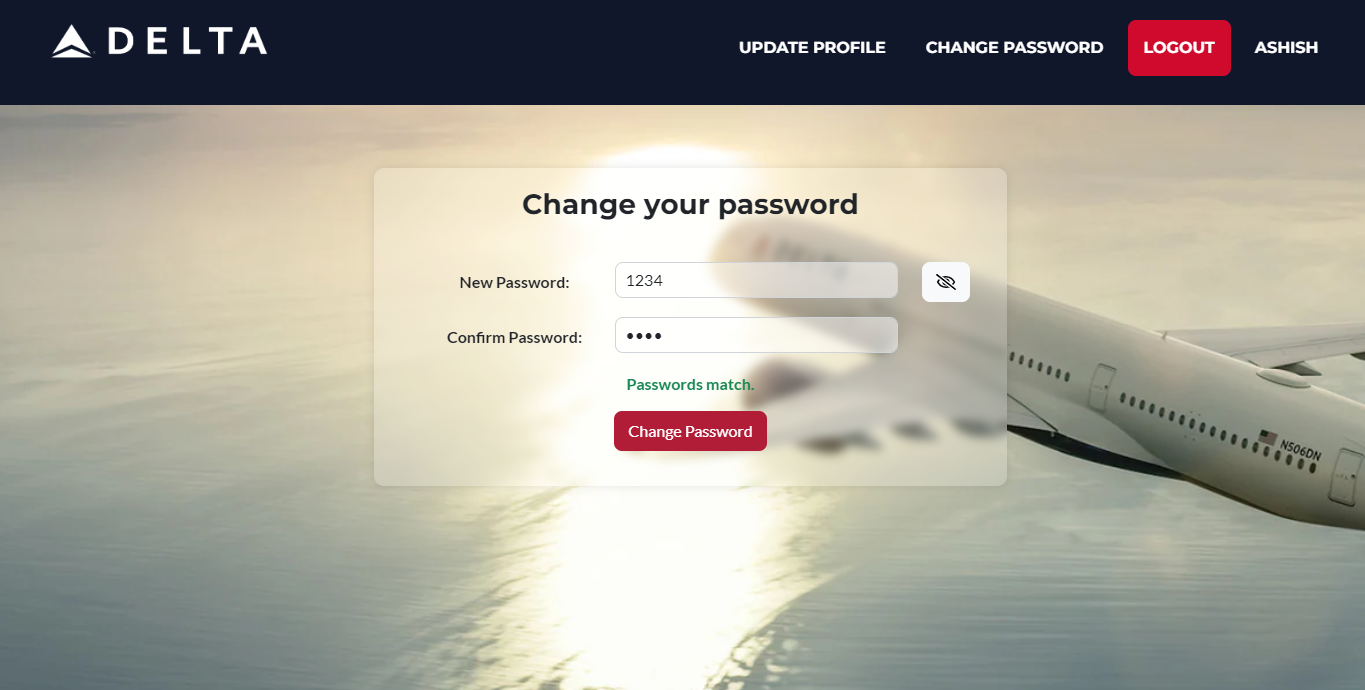 DELTA
UPDATE PROFILE CHANGE PASSWORD LOGOUT ASHISH
Change your password
New Password: 1234
Confirm Password: ••••
Passwords match.
Change Password
N506DN